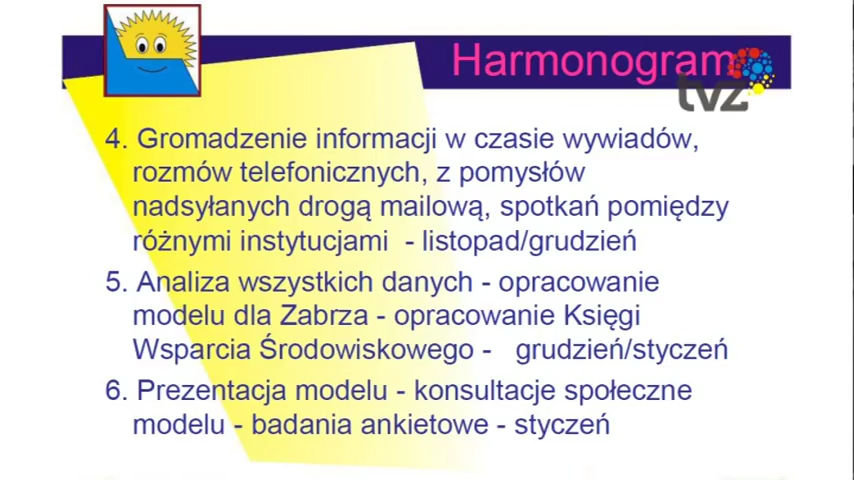 Harmonogram
tvz
4. Gromadzenie informacji w czasie wywiadów,
rozmów telefonicznych, z pomysłów
nadsyłanych drogą mailową, spotkań pomiędzy
różnymi instytucjami - listopad/grudzień
5. Analiza wszystkich danych - opracowanie
modelu dla Zabrza - opracowanie Księgi
Wsparcia Środowiskowego - grudzień/styczeń
6. Prezentacja modelu - konsultacje społeczne
modelu - badania ankietowe - styczeń